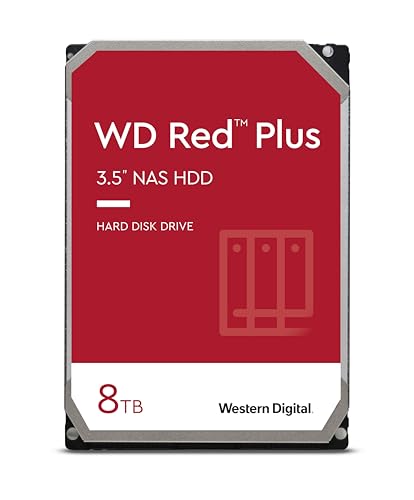 WD Red™ Plus
3.5" NAS HDD
HARD DISK DRIVE
8TB
Western Digital.